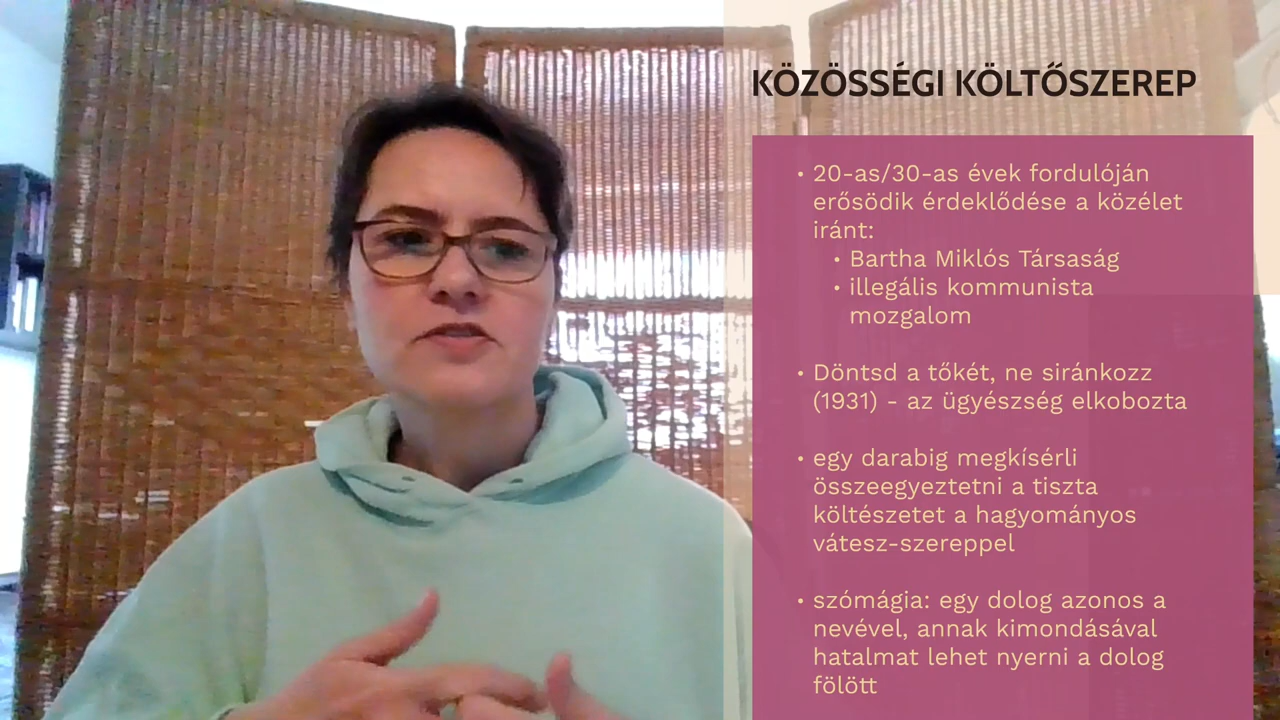 KÖZÖSSÉGI KÖLTŐSZEREP
• 20-as/30-as évek fordulóján
erősödik érdeklődése a közélet
iránt:
• Bartha Miklós Társaság
• illegális kommunista
mozgalom
• Döntsd a tőkét, ne siránkozz
(1931) - az ügyészség elkobozta
• egy darabig megkísérli
összeegyeztetni a tiszta
költészetet a hagyományos
vátesz-szereppel
• szómágia: egy dolog azonos a
nevével, annak kimondásával
hatalmat lehet nyerni a dolog
fölött